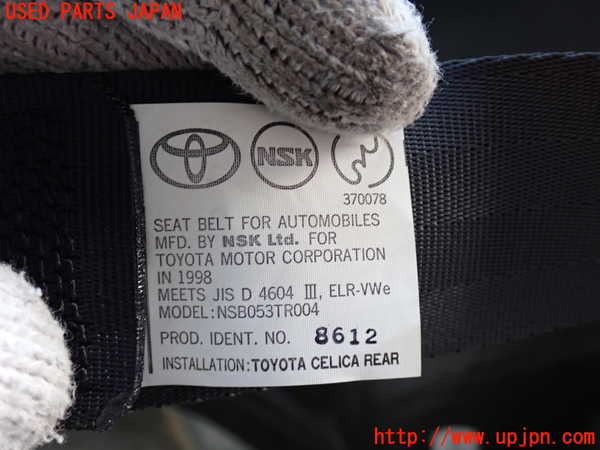 USED PARTS JAPAN
NSK
370078
SEAT BELT FOR AUTOMOBILES
MFD. BY NSK Ltd. FOR
TOYOTA MOTOR CORPORATION
IN 1998
MEETS JIS D 4604 III, ELR-VWe
MODEL:NSB053TR004
PROD. IDENT. NO. 8612
INSTALLATION:TOYOTA CELICA REAR
http://www.upjpn.com